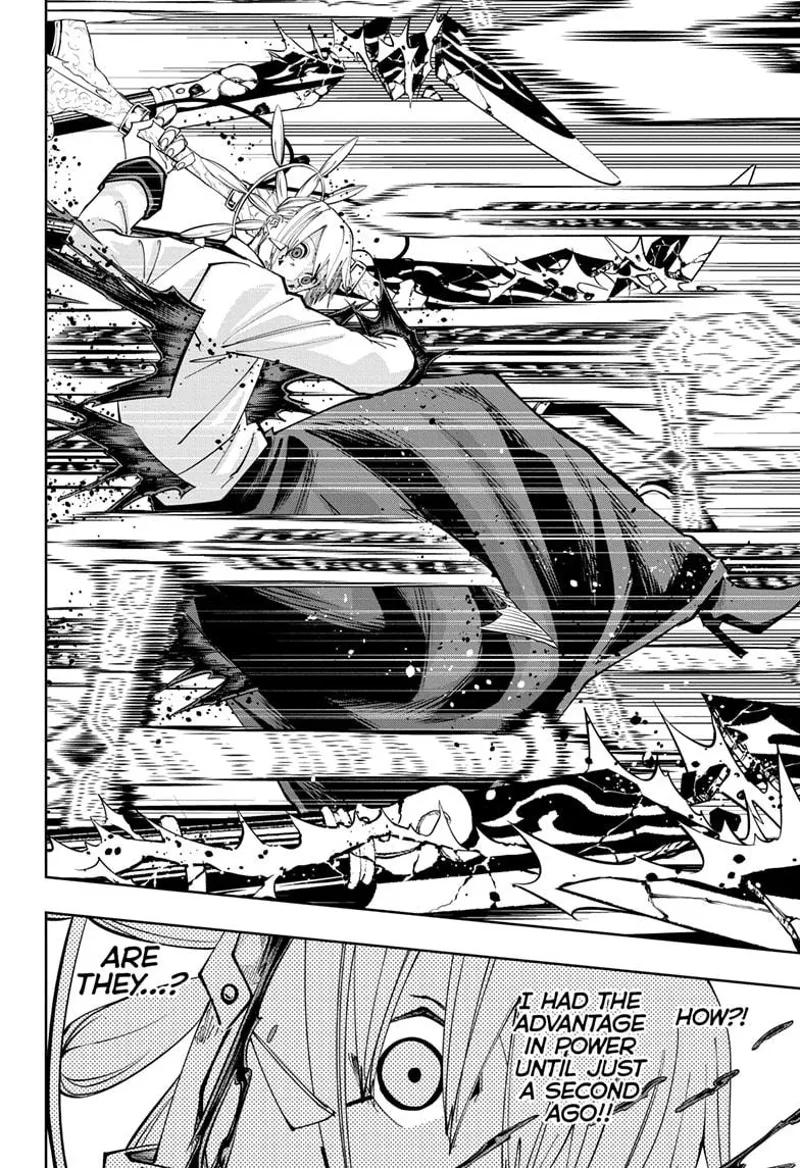 HOW?!
I HAD THE
ADVANTAGE
IN POWER
UNTIL JUST
A SECOND
AGO!!
ARE
THEY...?